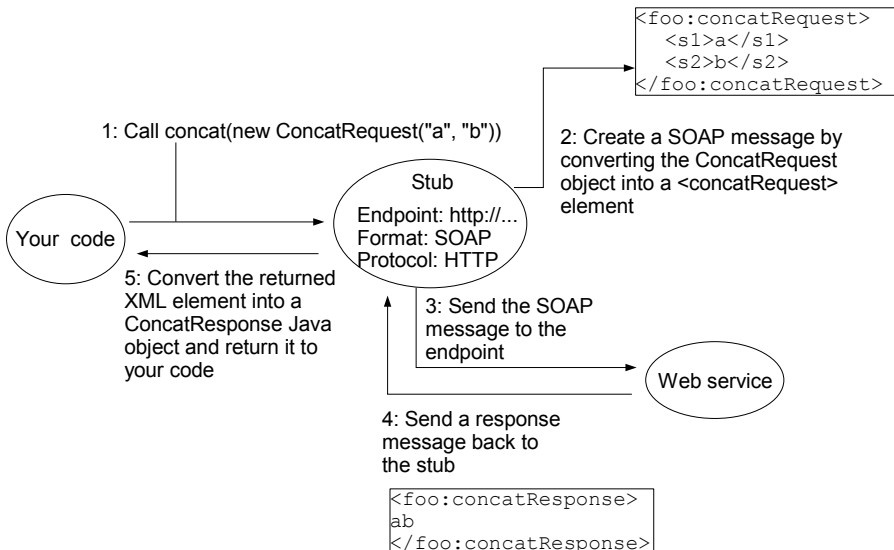 <foo:concatRequest>
<s1>a</s1>
<s2>b</s2>
</foo:concatRequest>
1: Call concat(new ConcatRequest("a", "b"))
2: Create a SOAP message by
converting the ConcatRequest
object into a <concatRequest>
element
Stub
Endpoint: http://...
Format: SOAP
Protocol: HTTP
Your code
5: Convert the returned
XML element into a
ConcatResponse Java
object and return it to
your code
3: Send the SOAP
message to the
endpoint
Web service
4: Send a response
message back to
the stub
<foo:concatResponse>
ab
</foo:concatResponse>